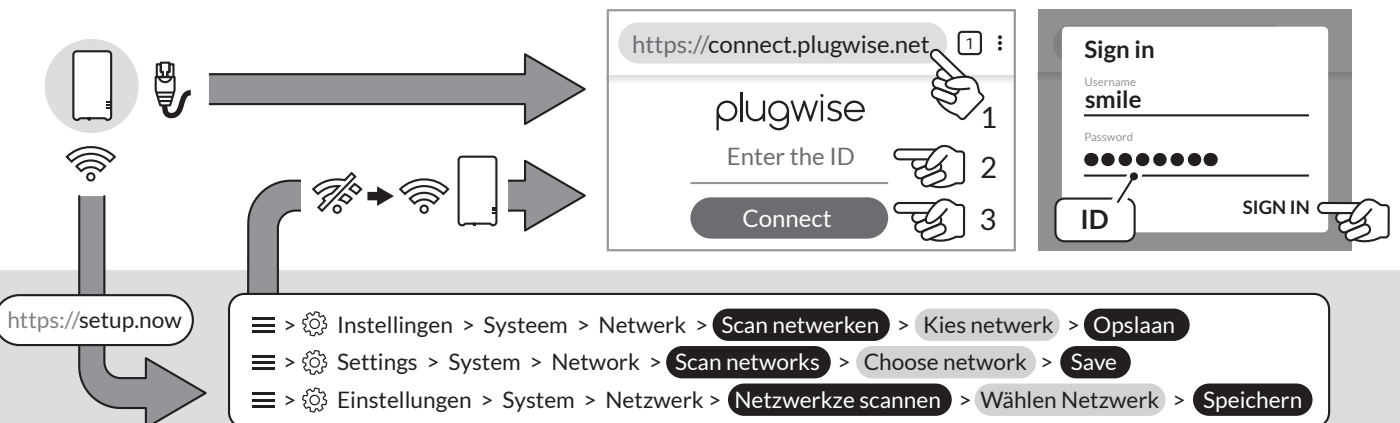 https://connect.plugwise.net
1
1
plugwise
Enter the ID
2
Connect
3
Sign in
Username
smile
Password
ID
SIGN IN
https://setup.now
> Instellingen > Systeem > Netwerk > Scan netwerken > Kies netwerk > Opslaan
> Settings > System > Network > Scan networks > Choose network > Save
> Einstellungen > System > Netzwerk > Netzwerkze scannen > Wählen Netzwerk > Speichern